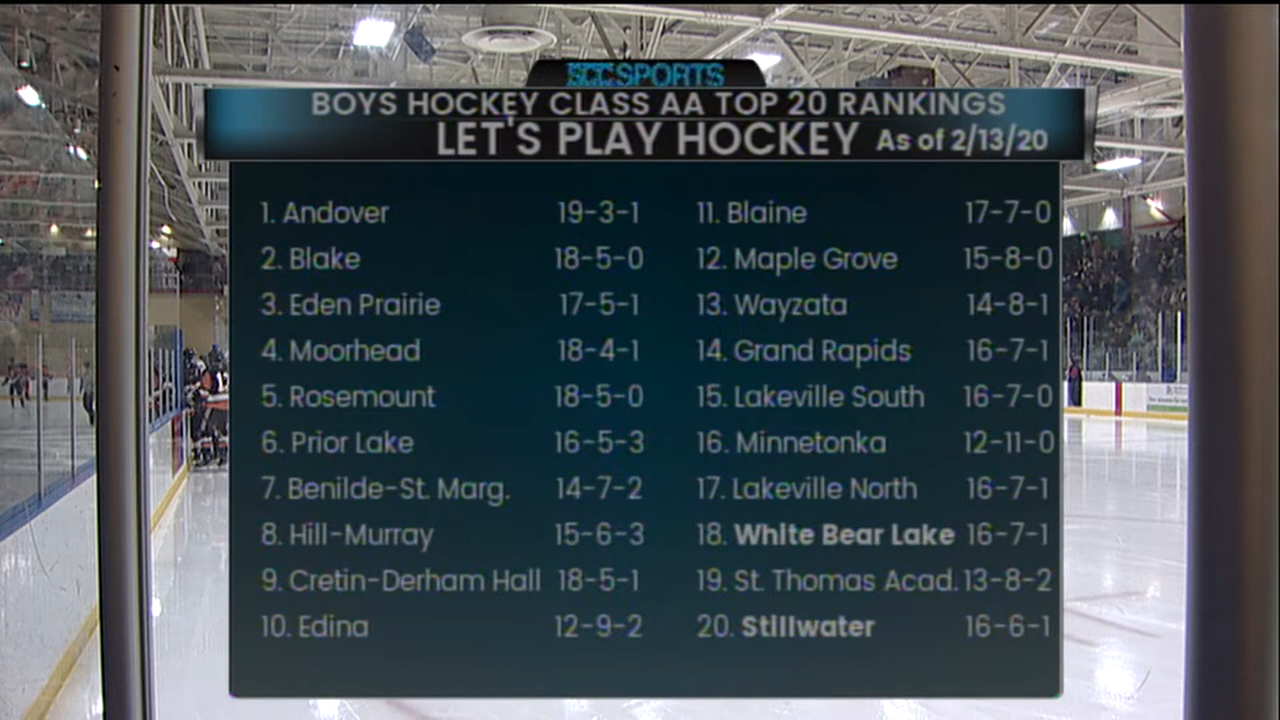 SCC SPORTS
BOYS HOCKEY CLASS AA TOP 20 RANKINGS
LET'S PLAY HOCKEY As of 2/13/20
1. Andover 19-3-1
2. Blake 18-5-0
3. Eden Prairie 17-5-1
4. Moorhead 18-4-1
5. Rosemount 18-5-0
6. Prior Lake 16-5-3
7. Benilde-St. Marg. 14-7-2
8. Hill-Murray 15-6-3
9. Cretin-Derham Hall 18-5-1
10. Edina 12-9-2
11. Blaine 17-7-0
12. Maple Grove 15-8-0
13. Wayzata 14-8-1
14. Grand Rapids 16-7-1
15. Lakeville South 16-7-0
16. Minnetonka 12-11-0
17. Lakeville North 16-7-1
18. White Bear Lake 16-7-1
19. St. Thomas Acad. 13-8-2
20. Stillwater 16-6-1